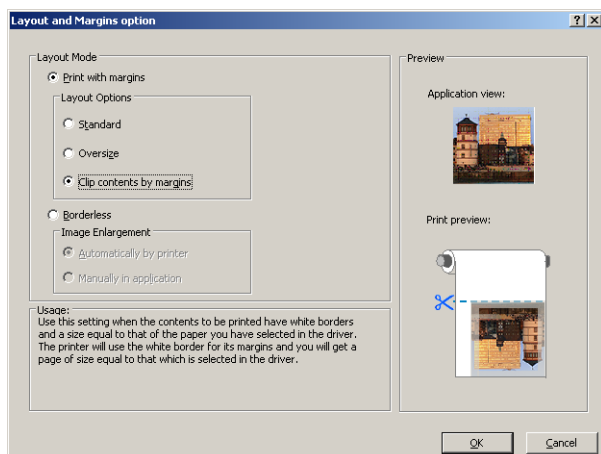 Layout and Margins option
Layout Mode
Print with margins
Layout Options
Standard
Oversize
Clip contents by margins
Borderless
Image Enlargement
Automatically by printer
Manually in application
Usage:
Use this setting when the contents to be printed have white borders
and a size equal to that of the paper you have selected in the driver.
The printer will use the white border for its margins and you will get a
page of size equal to that which is selected in the driver.
Preview
Application view:
Print preview:
OK
Cancel